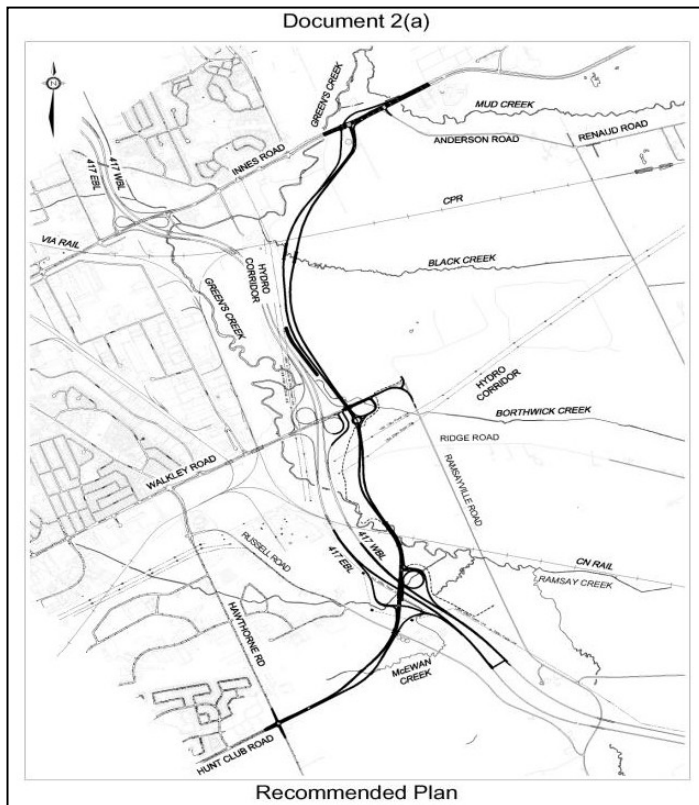 Document 2(a)
N
GREEN'S CREEK
MUD CREEK
RENAUD ROAD
ANDERSON ROAD
INNES ROAD
417 EBL
417 WBL
CPR
VIA RAIL
HYDRO
CORRIDOR
BLACK CREEK
GREEN'S CREEK
HYDRO
CORRIDOR
BORTHWICK CREEK
RIDGE ROAD
WALKLEY ROAD
RAMSAYVILLE ROAD
RUSSELL ROAD
417 EBL
417 WBL
CN RAIL
RAMSAY CREEK
HAWTHORNE RD
McEWAN
CREEK
HUNT CLUB ROAD
Recommended Plan